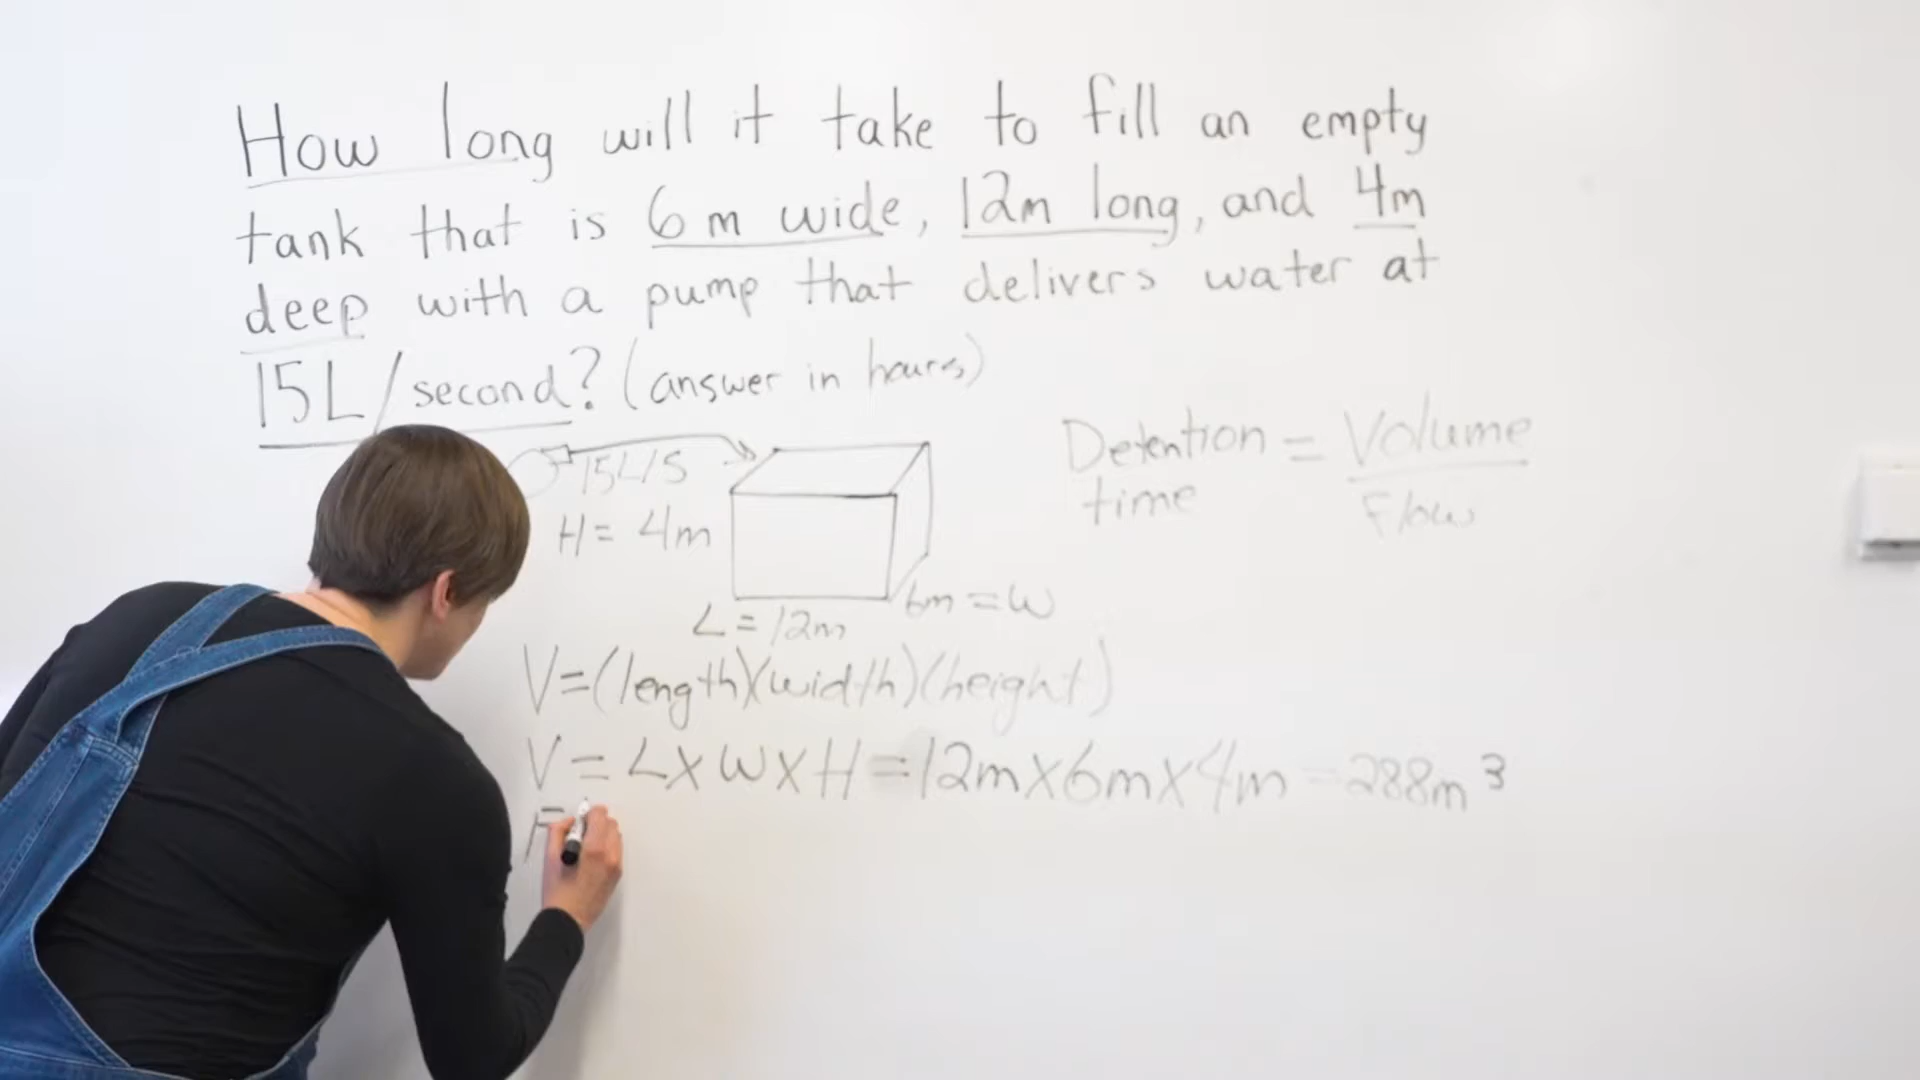 How long will it take to fill an empty
tank that is 6m wide, 12m long, and 4m
deep with a pump that delivers water at
15L/second? (answer in hours)
15L/S
H = 4m
L = 12m
6m = W
Detention time = Volume
Flow
V=(length)(width)(height)
V = L X W X H = 12m X 6m X 4m = 288m³
F